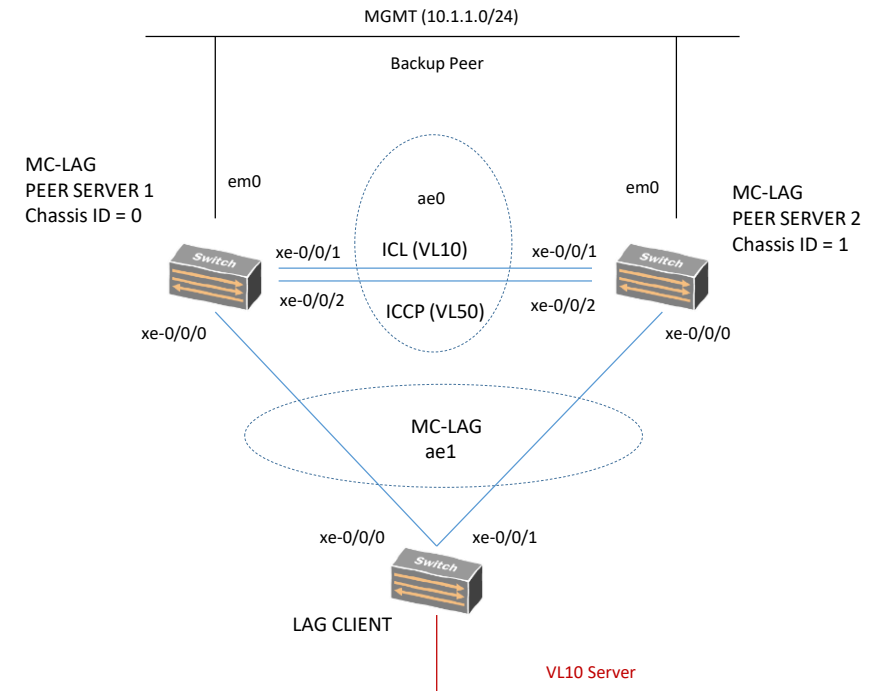 MGMT (10.1.1.0/24)
Backup Peer
MC-LAG
PEER SERVER 1
Chassis ID = 0
em0
ae0
em0
MC-LAG
PEER SERVER 2
Chassis ID = 1
Switch
xe-0/0/1
ICL (VL10)
xe-0/0/1
Switch
xe-0/0/2
ICCP (VL50)
xe-0/0/2
xe-0/0/0
xe-0/0/0
MC-LAG
ae1
xe-0/0/0
xe-0/0/1
Switch
LAG CLIENT
VL10 Server